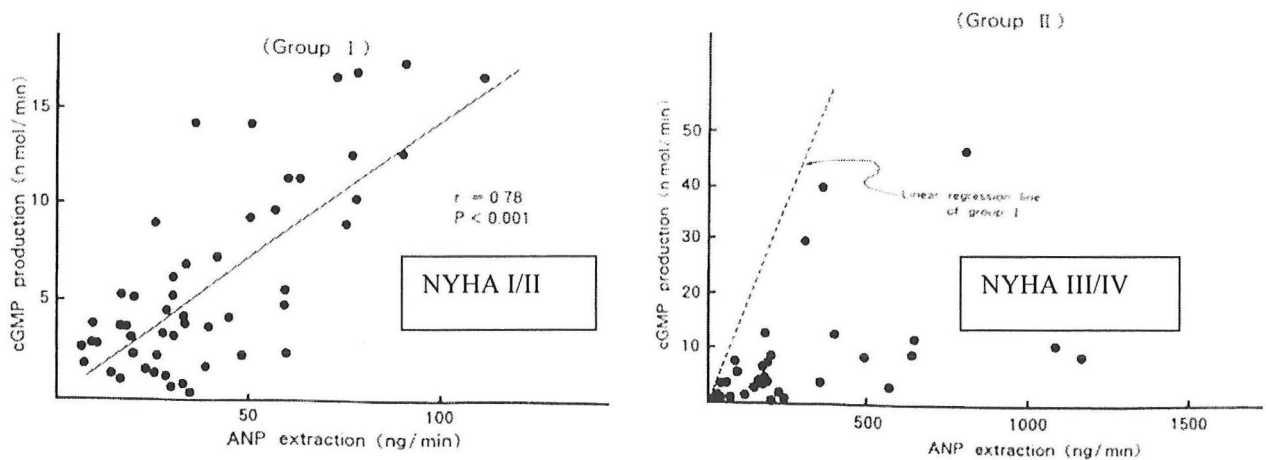 (Group I)
cGMP production (n mol/min)
15
10
5
r = 0.78
P < 0.001
NYHA I/II
50
100
ANP extraction (ng/min)
(Group II)
cGMP production (n mol/min)
50
40
30
20
10
Linear regression line
of group I
NYHA III/IV
500
1000
1500
ANP extraction (ng/min)